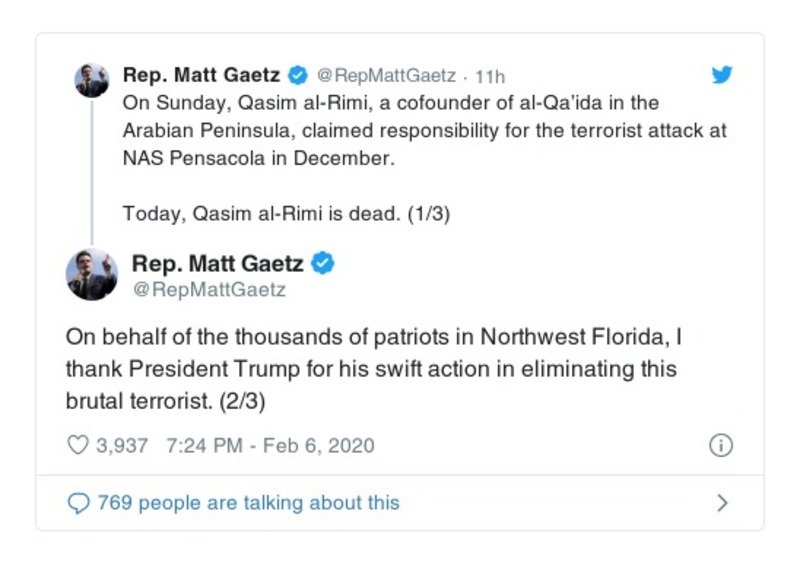 Rep. Matt Gaetz @RepMattGaetz · 11h
On Sunday, Qasim al-Rimi, a cofounder of al-Qa'ida in the
Arabian Peninsula, claimed responsibility for the terrorist attack at
NAS Pensacola in December.
Today, Qasim al-Rimi is dead. (1/3)
Rep. Matt Gaetz
@RepMattGaetz
On behalf of the thousands of patriots in Northwest Florida, I
thank President Trump for his swift action in eliminating this
brutal terrorist. (2/3)
3,937 7:24 PM - Feb 6, 2020
769 people are talking about this